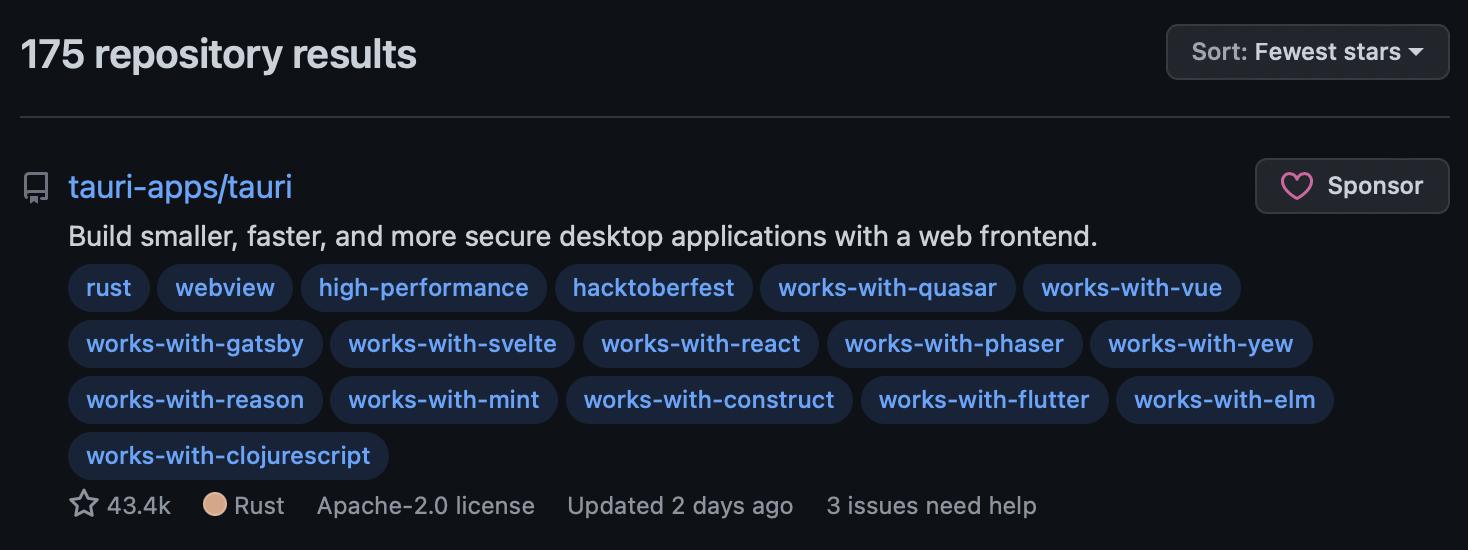 175 repository results
Sort: Fewest stars
tauri-apps/tauri
Sponsor
Build smaller, faster, and more secure desktop applications with a web frontend.
rust webview high-performance hacktoberfest works-with-quasar works-with-vue
works-with-gatsby works-with-svelte works-with-react works-with-phaser works-with-yew
works-with-reason works-with-mint works-with-construct works-with-flutter works-with-elm
works-with-clojurescript
43.4k Rust Apache-2.0 license Updated 2 days ago 3 issues need help